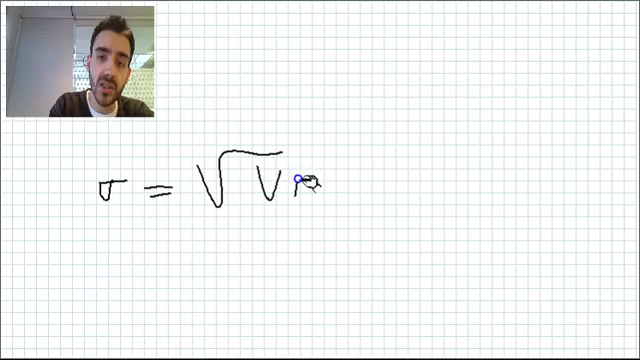 σ = √V